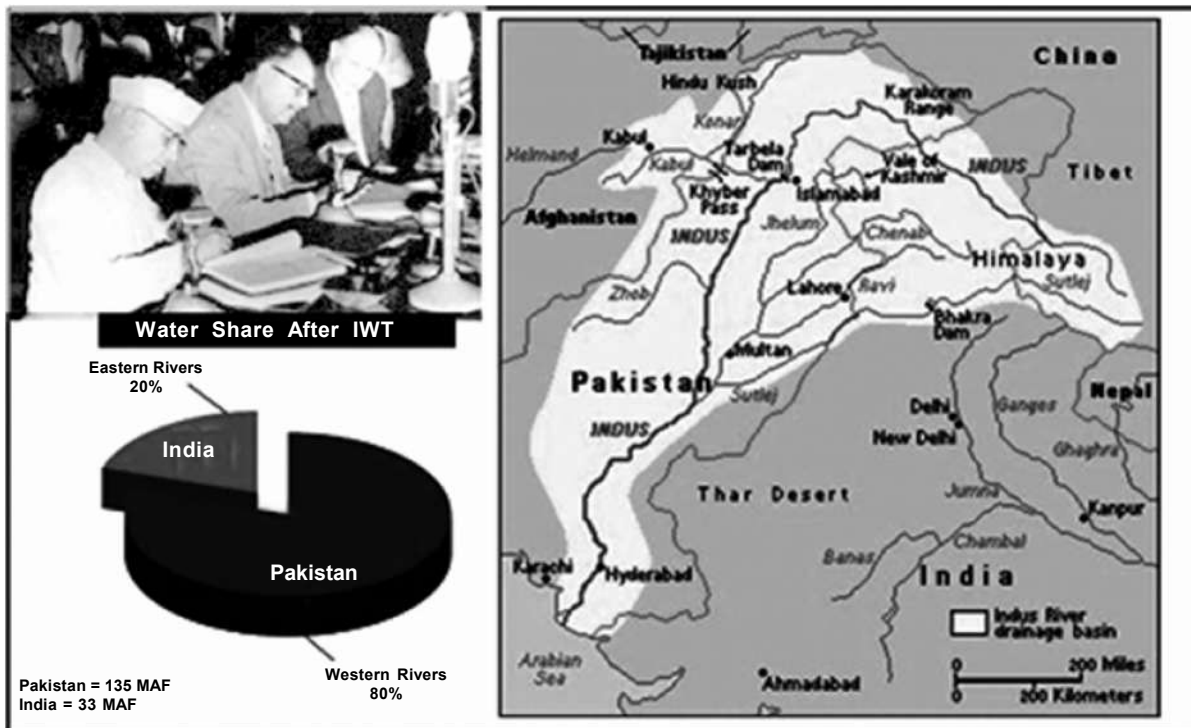 Water Share After IWT
Eastern Rivers
20%
India
Pakistan
Western Rivers
80%
Pakistan = 135 MAF
India = 33 MAF
Tajikistan
China
Hindu Kush
Karakoram
Range
Konar
Kabul
Helmand
Kabul
Tarbela
Dam
Vale of
Kashmir
INDUS
Tibet
Khyber
Pass
Islamabad
Afghanistan
INDUS
Jhelum
Chenab
Himalaya
Zhob
Lahore
Ravi
Sutlej
Bhakra
Dam
Multan
Pakistan
Sutlej
Nepal
INDUS
Delhi
New Delhi
Ganges
Ghaghra
Thar Desert
Jumna
Kanpur
Banas
Chambal
Karachi
Hyderabad
India
Indus River
drainage basin
Arabian
Sea
Ahmadabad
0 200 Miles
0 200 Kilometers